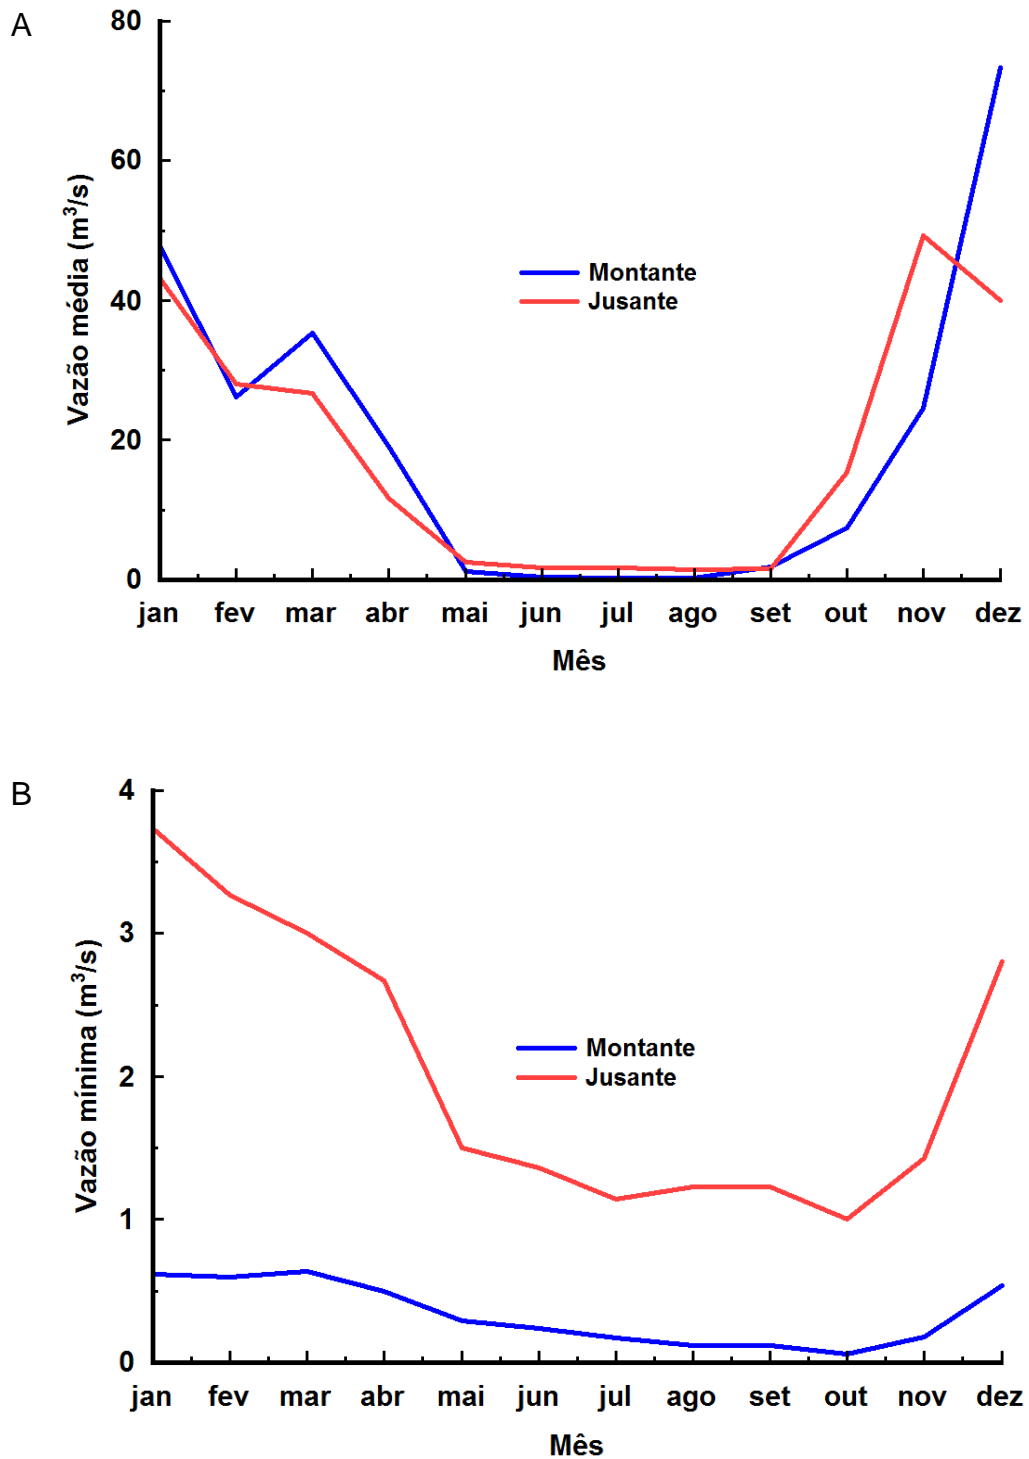 A
80
60
40
20
0
Vazão média (m³/s)
Montante
Jusante
jan fev mar abr mai jun jul ago set out nov dez
Mês
B
4
3
2
1
0
Vazão mínima (m³/s)
Montante
Jusante
jan fev mar abr mai jun jul ago set out nov dez
Mês